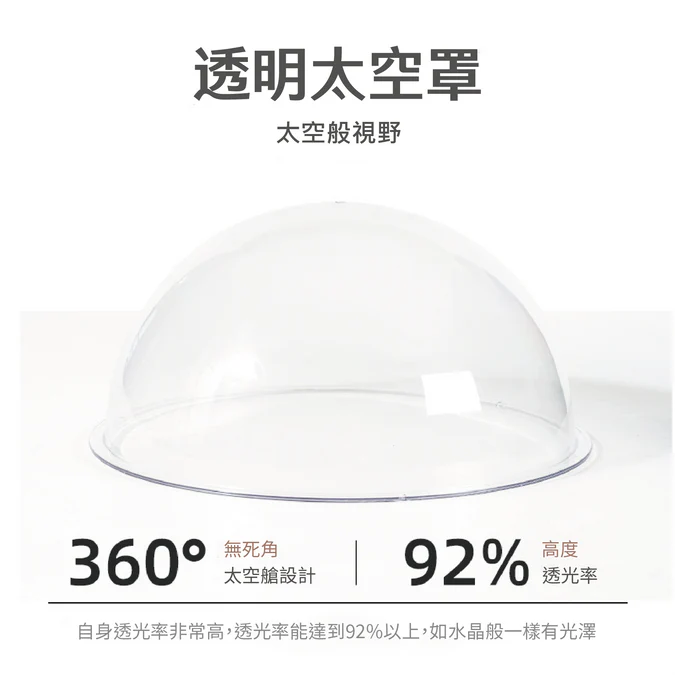 透明太空罩
太空般視野
360° 無死角
太空艙設計
92% 高度
透光率
自身透光率非常高,透光率能達到92%以上,如水晶般一樣有光澤